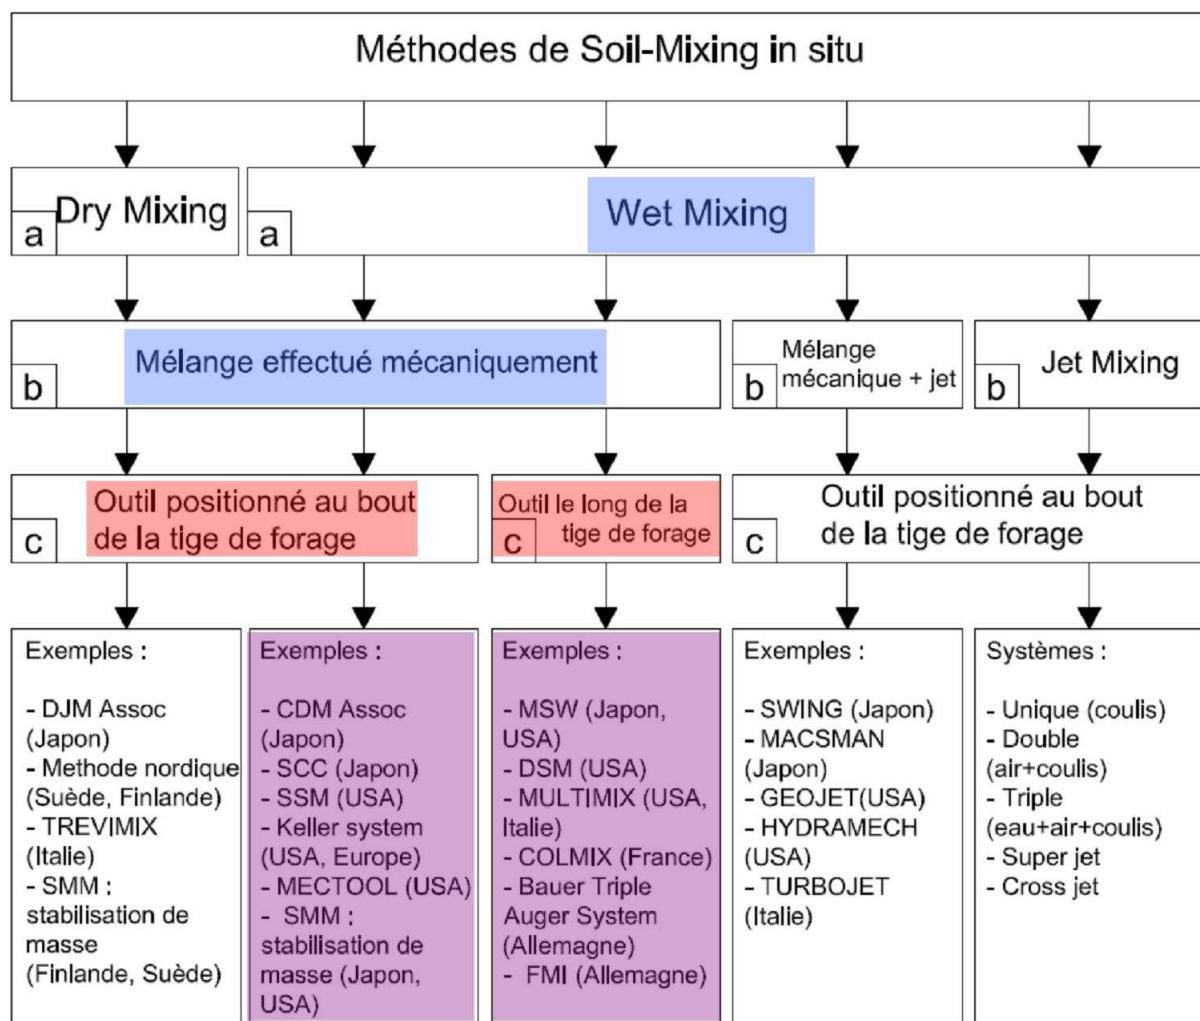 Méthodes de Soil-Mixing in situ
Dry Mixing
a
Wet Mixing
a
Mélange effectué mécaniquement
b
Mélange
mécanique + jet
b
Jet Mixing
b
Outil positionné au bout
de la tige de forage
c
Outil le long de la
tige de forage
c
Outil positionné au bout
de la tige de forage
c
Exemples :
- DJM Assoc
(Japon)
- Methode nordique
(Suède, Finlande)
- TREVIMIX
(Italie)
- SMM :
stabilisation de
masse
(Finlande, Suède)
Exemples :
- CDM Assoc
(Japon)
- SCC (Japon)
- SSM (USA)
- Keller system
(USA, Europe)
- MECTOOL (USA)
- SMM :
stabilisation de
masse (Japon,
USA)
Exemples :
- MSW (Japon,
USA)
- DSM (USA)
- MULTIMIX (USA,
Italie)
- COLMIX (France)
- Bauer Triple
Auger System
(Allemagne)
- FMI (Allemagne)
Exemples :
- SWING (Japon)
- MACSMAN
(Japon)
- GEOJET(USA)
- HYDRAMECH
(USA)
- TURBOJET
(Italie)
Systèmes :
- Unique (coulis)
- Double
(air+coulis)
- Triple
(eau+air+coulis)
- Super jet
- Cross jet